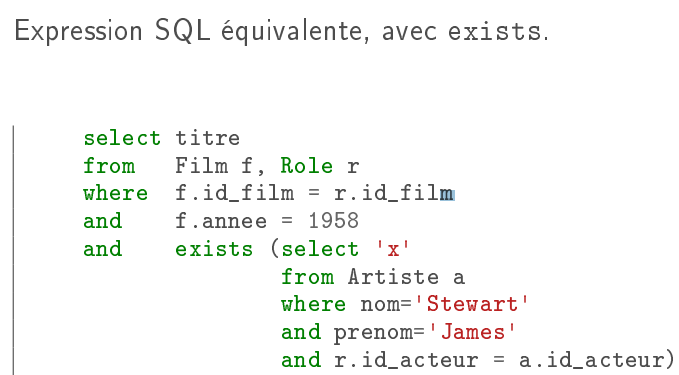 Expression SQL équivalente, avec exists.
select titre
from Film f, Role r
where f.id_film = r.id_film
and f.annee = 1958
and exists (select 'x'
from Artiste a
where nom='Stewart'
and prenom='James'
and r.id_acteur = a.id_acteur)